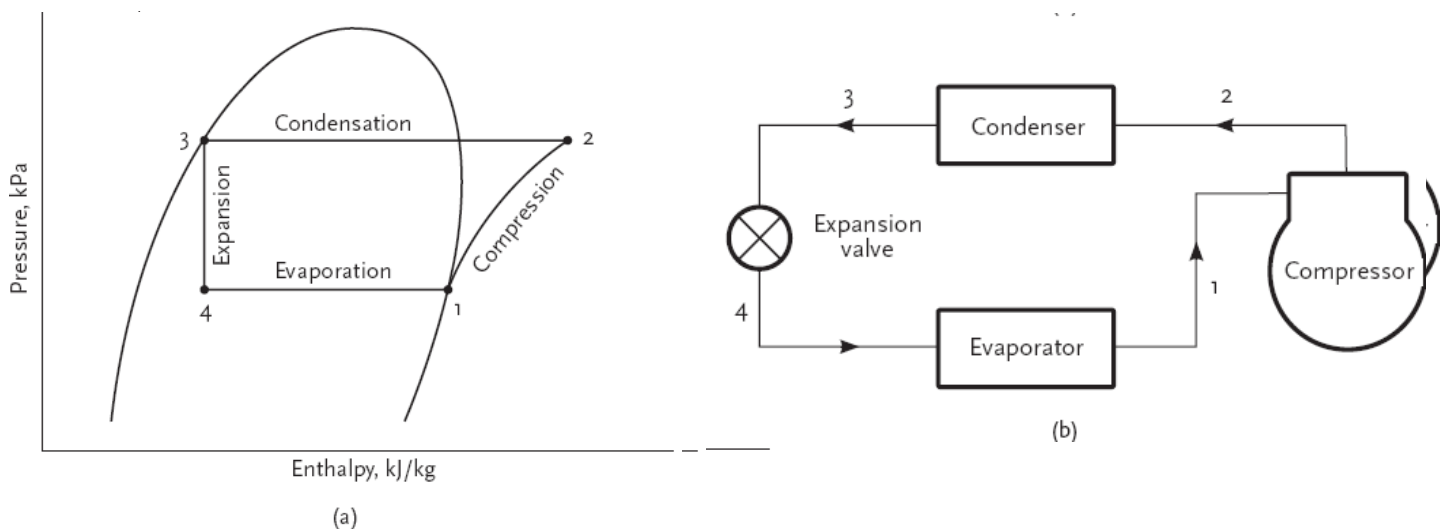 Condensation
3
2
Expansion
Compression
Evaporation
4
1
Pressure, kPa
Enthalpy, kJ/kg
(a)
3
2
Condenser
Expansion
valve
Compressor
4
1
Evaporator
(b)